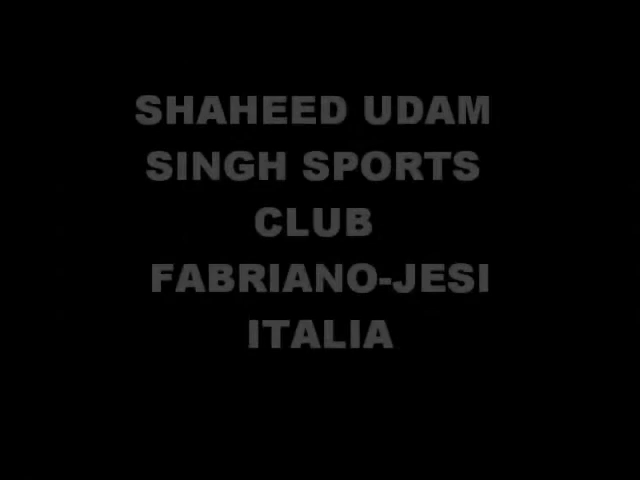 SHAHEED UDAM
SINGH SPORTS
CLUB
FABRIANO-JESI
ITALIA